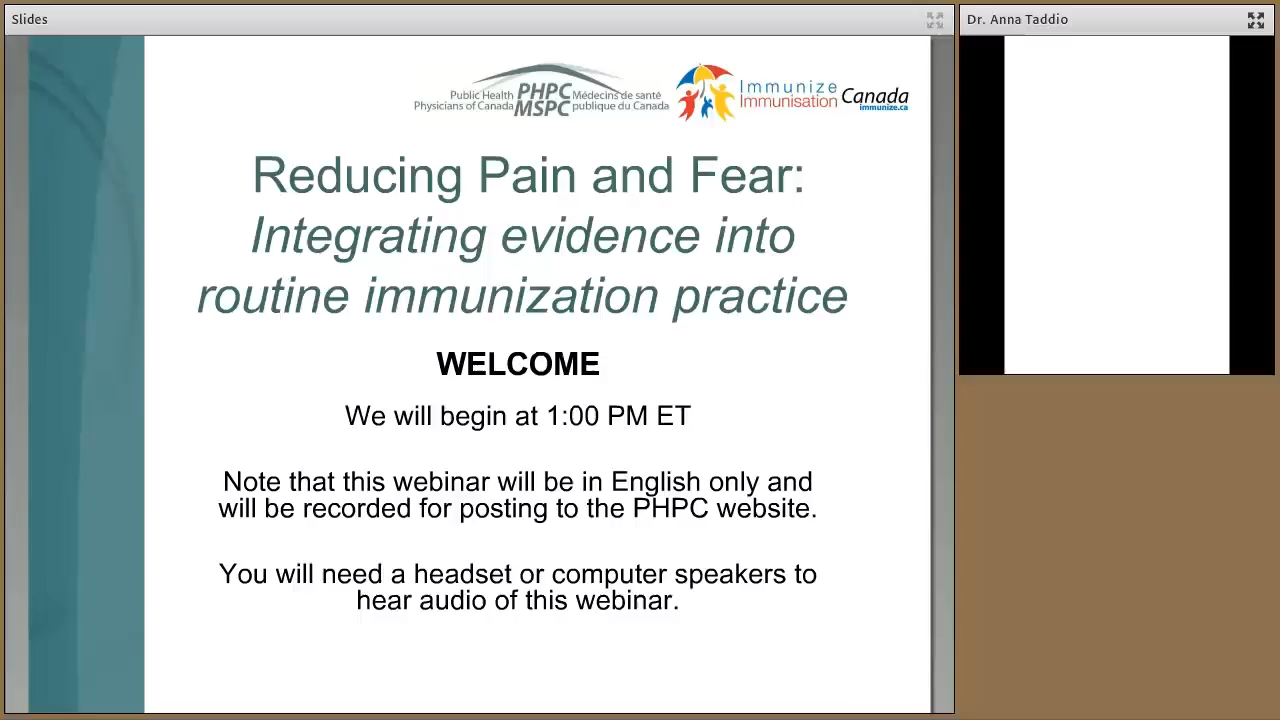 Slides
Dr. Anna Taddio
Public Health PHPC Médecins de santé
Physicians of Canada MSPC publique du Canada
Immunize
Immunisation Canada
immunize.ca
Reducing Pain and Fear:
Integrating evidence into
routine immunization practice
WELCOME
We will begin at 1:00 PM ET
Note that this webinar will be in English only and
will be recorded for posting to the PHPC website.
You will need a headset or computer speakers to
hear audio of this webinar.